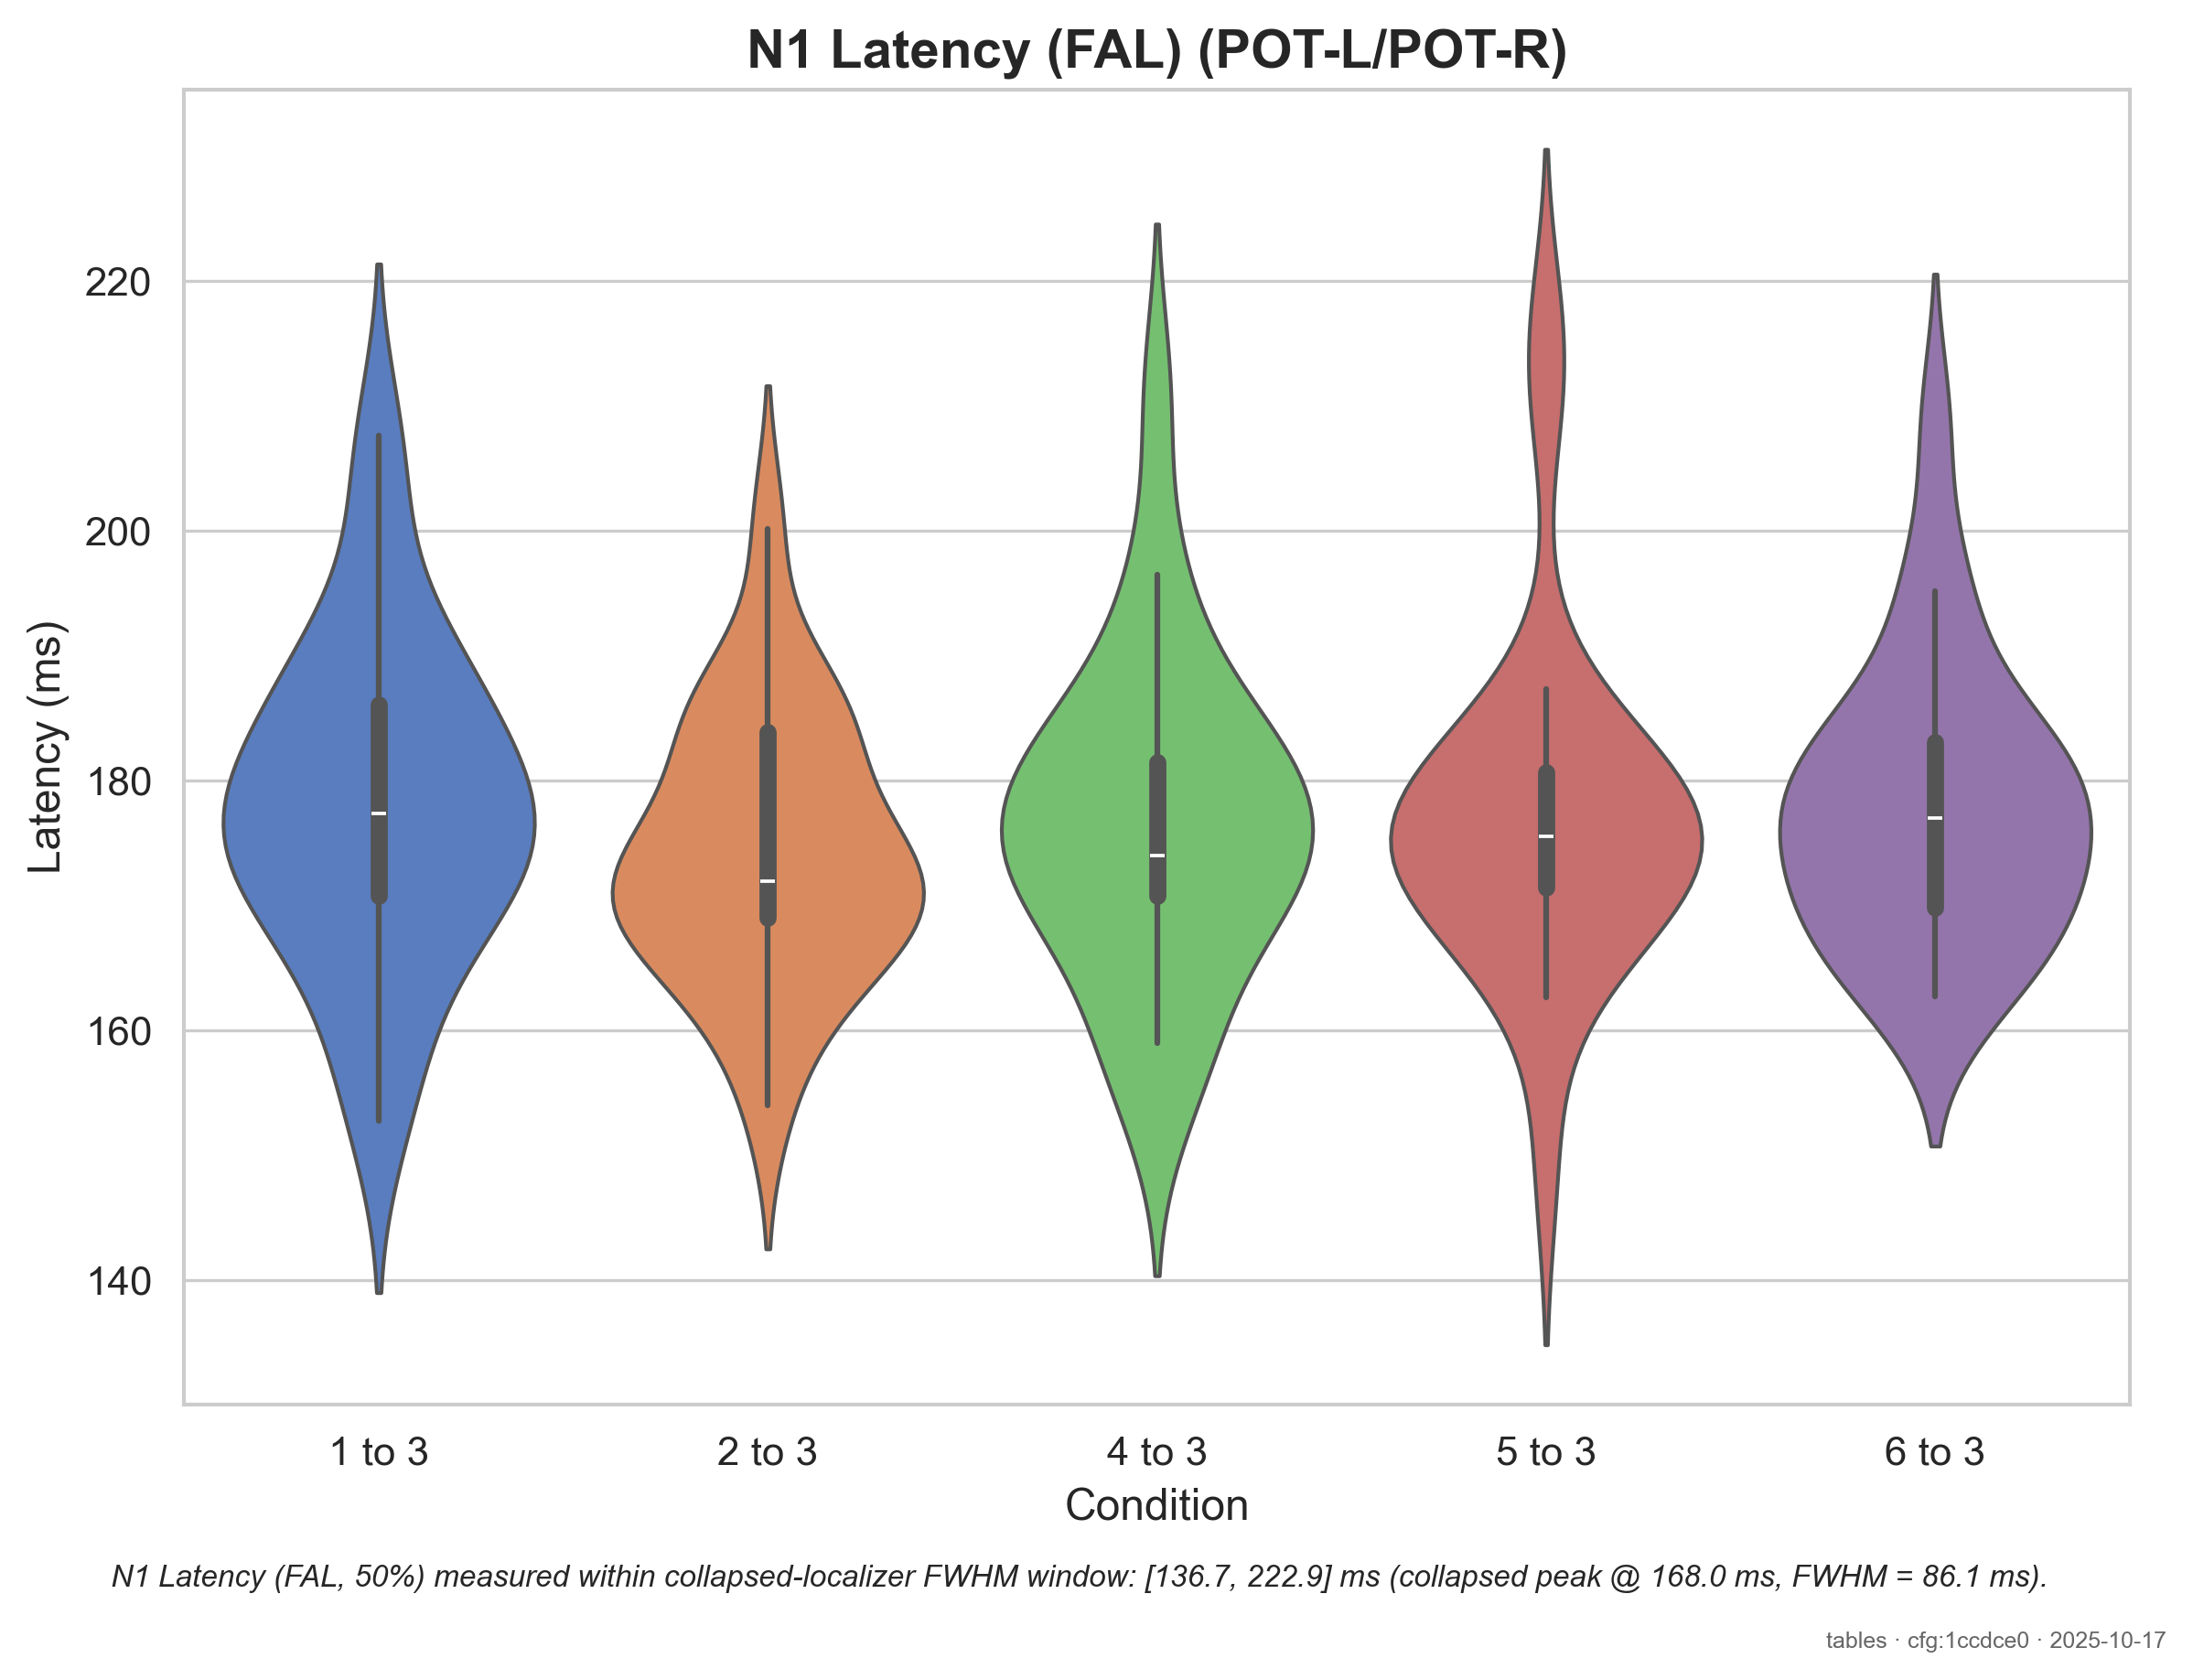 N1 Latency (FAL) (POT-L/POT-R)
Latency (ms)
220
200
180
160
140
1 to 3
2 to 3
4 to 3
5 to 3
6 to 3
Condition
N1 Latency (FAL, 50%) measured within collapsed-localizer FWHM window: [136.7, 222.9] ms (collapsed peak @ 168.0 ms, FWHM = 86.1 ms).
tables · cfg:1ccdce0 · 2025-10-17